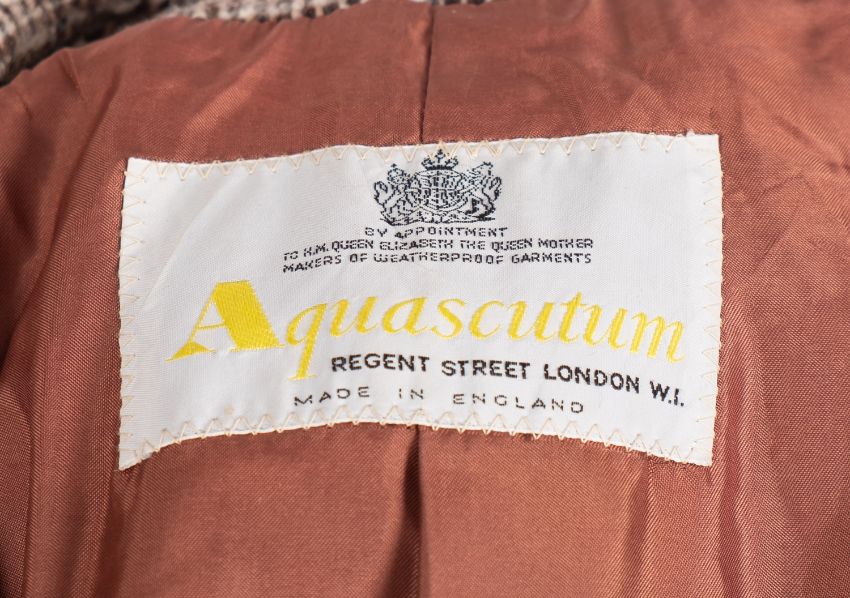 BY APPOINTMENT
TO H.M. QUEEN ELIZABETH THE QUEEN MOTHER
MAKERS OF WEATHERPROOF GARMENTS
Aquascutum
REGENT STREET LONDON W.I.
MADE IN ENGLAND